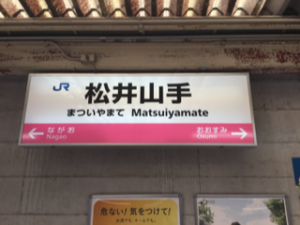 JR 松井山手
まついやまて Matsuiyamate
ながお おおすみ
Nagao Ōsumi
危ない!気をつけて!